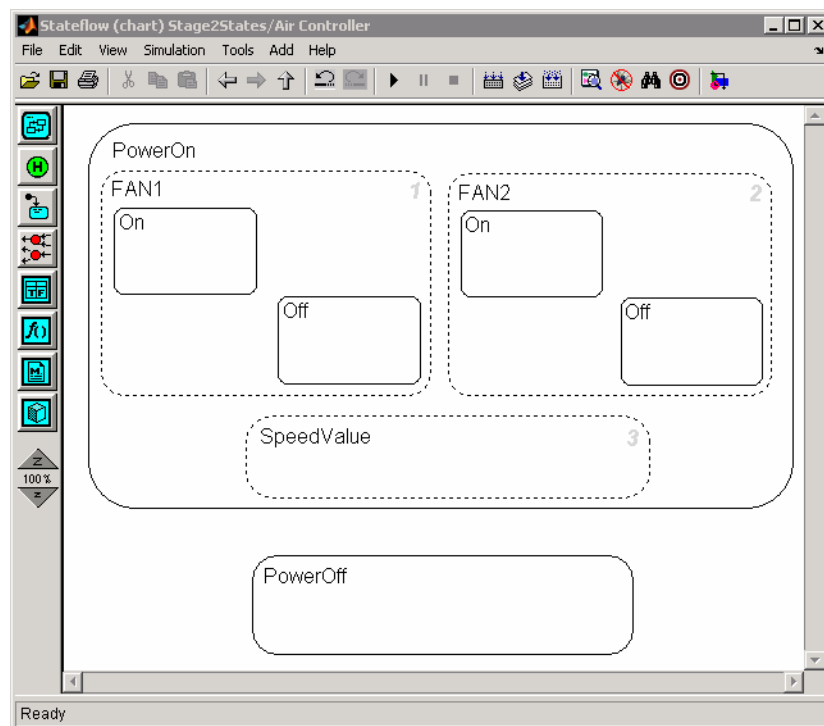 Stateflow (chart) Stage2States/Air Controller
File Edit View Simulation Tools Add Help
PowerOn
FAN1 1
FAN2 2
On
On
Off
Off
SpeedValue 3
PowerOff
H
TF
f()
M
Z
100%
z
Ready